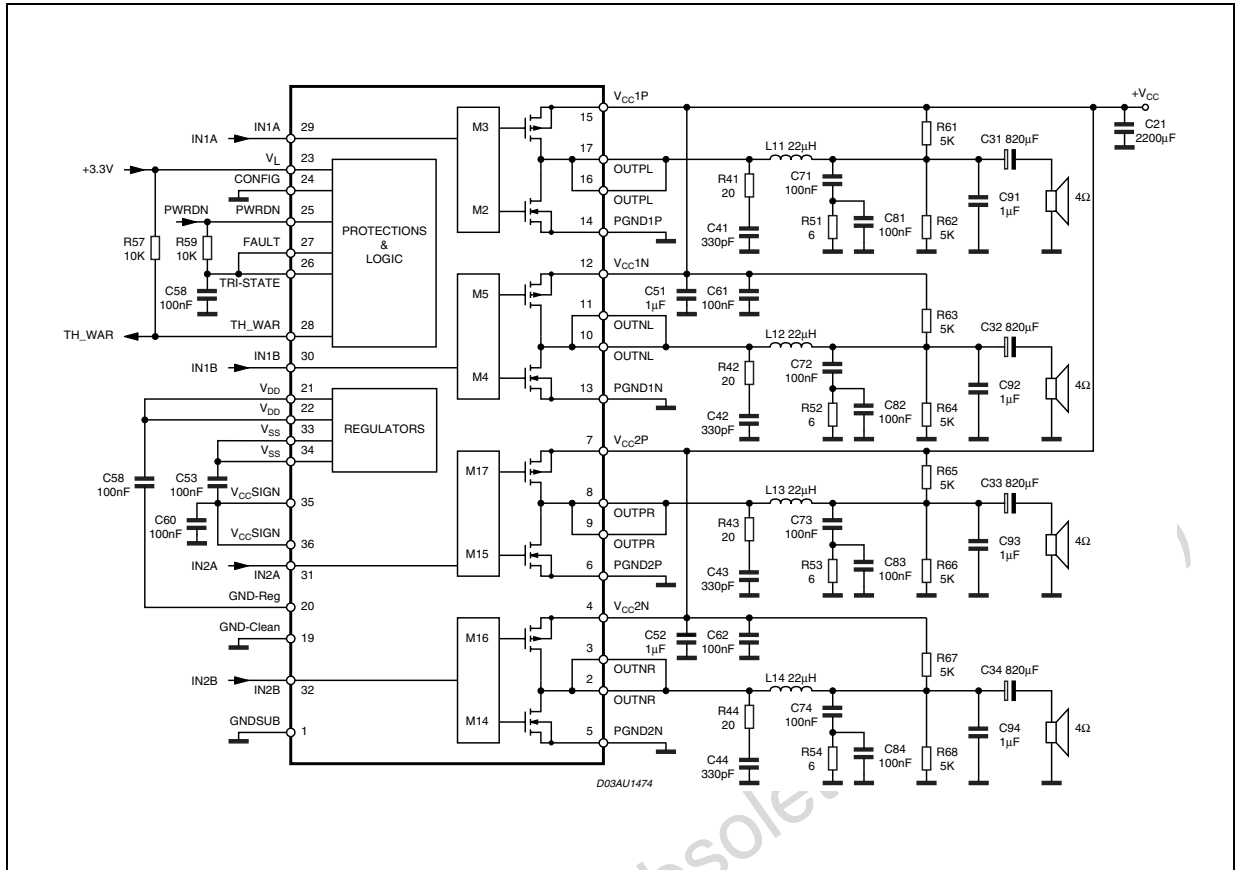 IN1A
IN1A
29
+3.3V
VL
23
CONFIG
24
PWRDN
PWRDN
25
R57
10K
R59
10K
FAULT
27
26
TRI-STATE
C58
100nF
TH_WAR
TH_WAR
28
IN1B
IN1B
30
VDD
21
VDD
22
VSS
33
VSS
34
C58
100nF
C53
100nF
VCCSIGN
35
C60
100nF
VCCSIGN
36
IN2A
IN2A
31
GND-Reg
20
GND-Clean
19
IN2B
IN2B
32
GNDSUB
1
PROTECTIONS
&
LOGIC
REGULATORS
M3
M2
M5
M4
M17
M15
M16
M14
VCC1P
15
17
OUTPL
16
OUTPL
14
PGND1P
12
VCC1N
11
OUTNL
10
OUTNL
13
PGND1N
7
VCC2P
8
OUTPR
9
OUTPR
6
PGND2P
4
VCC2N
3
OUTNR
2
OUTNR
5
PGND2N
+VCC
C21
2200µF
L11 22µH
R41
20
C41
330pF
C71
100nF
R51
6
C81
100nF
R61
5K
R62
5K
C31 820µF
C91
1µF
4Ω
C51
1µF
C61
100nF
L12 22µH
R42
20
C42
330pF
C72
100nF
R52
6
C82
100nF
R63
5K
R64
5K
C32 820µF
C92
1µF
4Ω
L13 22µH
R43
20
C43
330pF
C73
100nF
R53
6
C83
100nF
R65
5K
R66
5K
C33 820µF
C93
1µF
4Ω
C52
1µF
C62
100nF
L14 22µH
R44
20
C44
330pF
C74
100nF
R54
6
C84
100nF
R67
5K
R68
5K
C34 820µF
C94
1µF
4Ω
D03AU1474